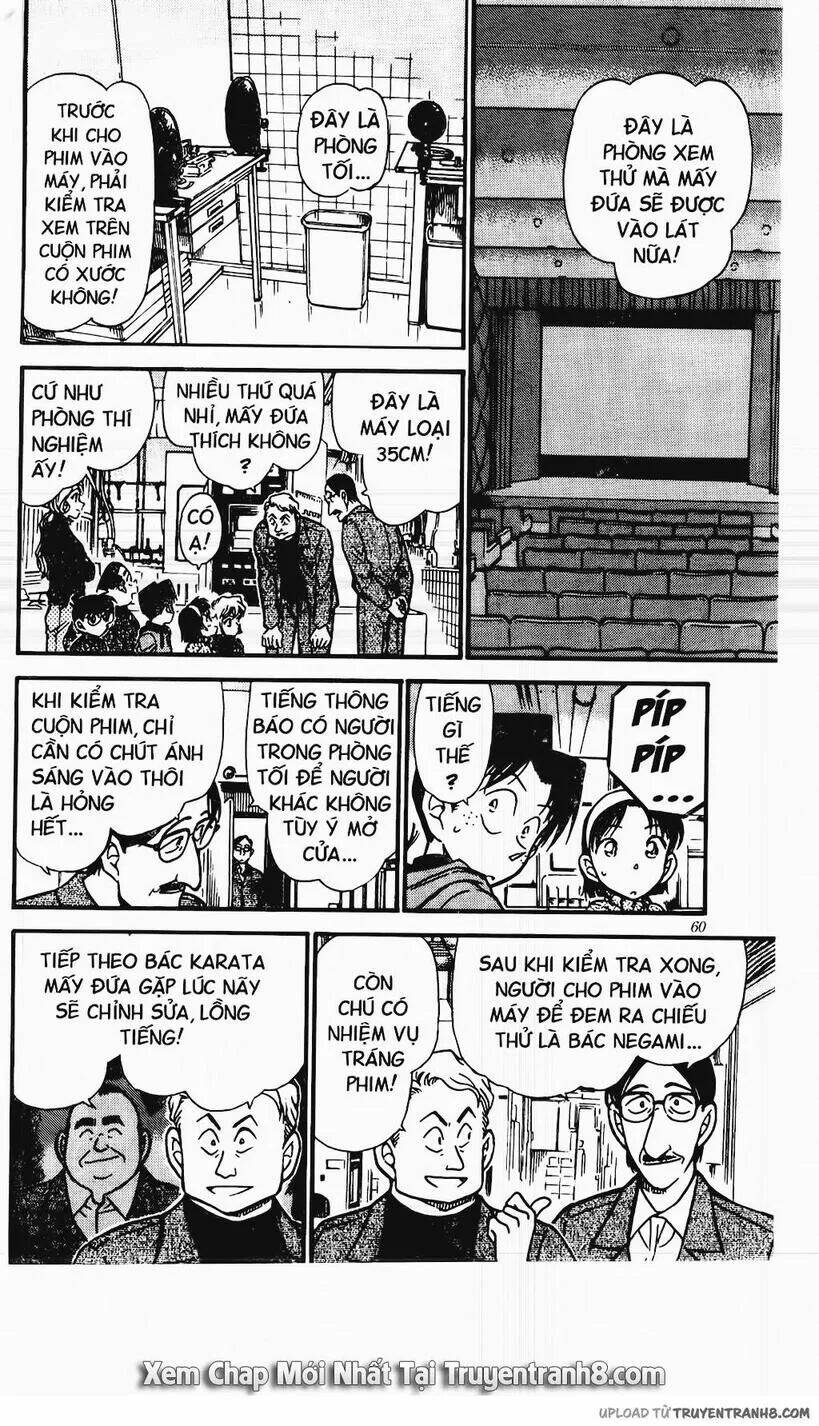 ĐÂY LÀ
PHÒNG XEM
THỬ MÀ MẤY
ĐỨA SẼ ĐƯỢC
VÀO LÁT
NỮA!
ĐÂY LÀ
PHÒNG
TỐI...
TRƯỚC
KHI CHO
PHIM VÀO
MÁY, PHẢI
KIỂM TRA
XEM TRÊN
CUỘN PHIM
CÓ XƯỚC
KHÔNG!
ĐÂY LÀ
MÁY LOẠI
35CM!
NHIỀU THỨ QUÁ
NHỈ, MẤY ĐỨA
THÍCH KHÔNG
?
CÓ
Ạ!
CỨ NHƯ
PHÒNG THÍ
NGHIỆM
ẤY!
PÍP
PÍP
...
TIẾNG
GÌ
THẾ
?
TIẾNG THÔNG
BÁO CÓ NGƯỜI
TRONG PHÒNG
TỐI ĐỂ NGƯỜI
KHÁC KHÔNG
TÙY Ý MỞ
CỬA...
KHI KIỂM TRA
CUỘN PHIM, CHỈ
CẦN CÓ CHÚT ÁNH
SÁNG VÀO THÔI
LÀ HỎNG
HẾT...
60
SAU KHI KIỂM TRA XONG,
NGƯỜI CHO PHIM VÀO
MÁY ĐỂ ĐEM RA CHIẾU
THỬ LÀ BÁC NEGAMI...
CÒN
CHÚ CÓ
NHIỆM VỤ
TRÁNG
PHIM!
TIẾP THEO BÁC KARATA
MẤY ĐỨA GẶP LÚC NÃY
SẼ CHỈNH SỬA, LỒNG
TIẾNG!
Xem Chap Mới Nhất Tại Truyentranh8.com
UPLOAD TỪ TRUYENTRANH8.COM